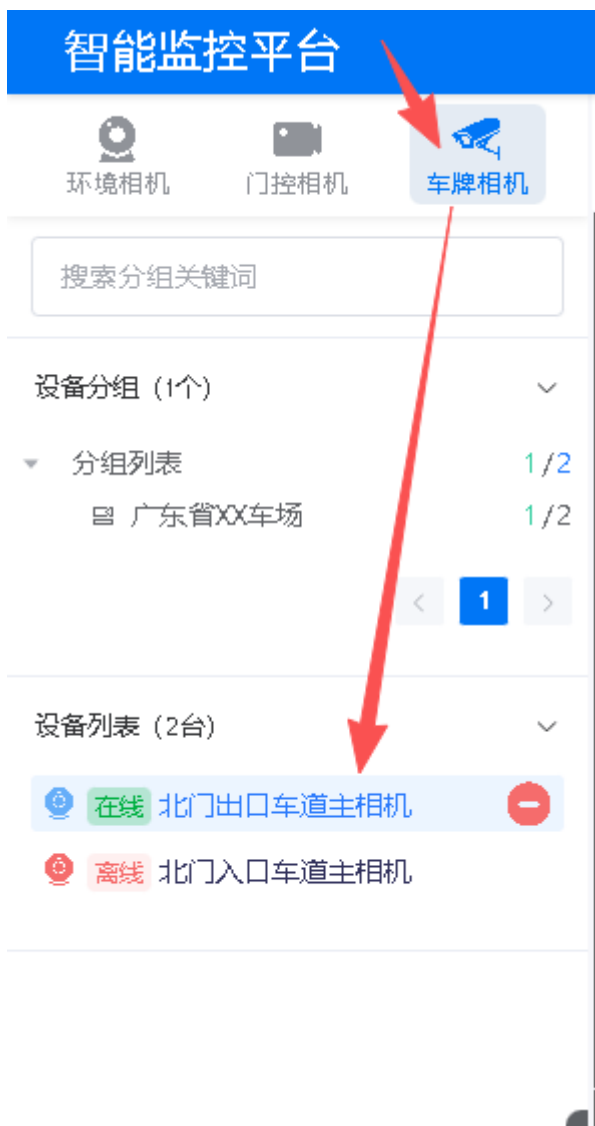 智能监控平台
环境相机 门控相机 车牌相机
搜索分组关键词
设备分组 (1个)
分组列表 1/2
广东省XX车场 1/2
< 1 >
设备列表 (2台)
在线 北门出口车道主相机
离线 北门入口车道主相机